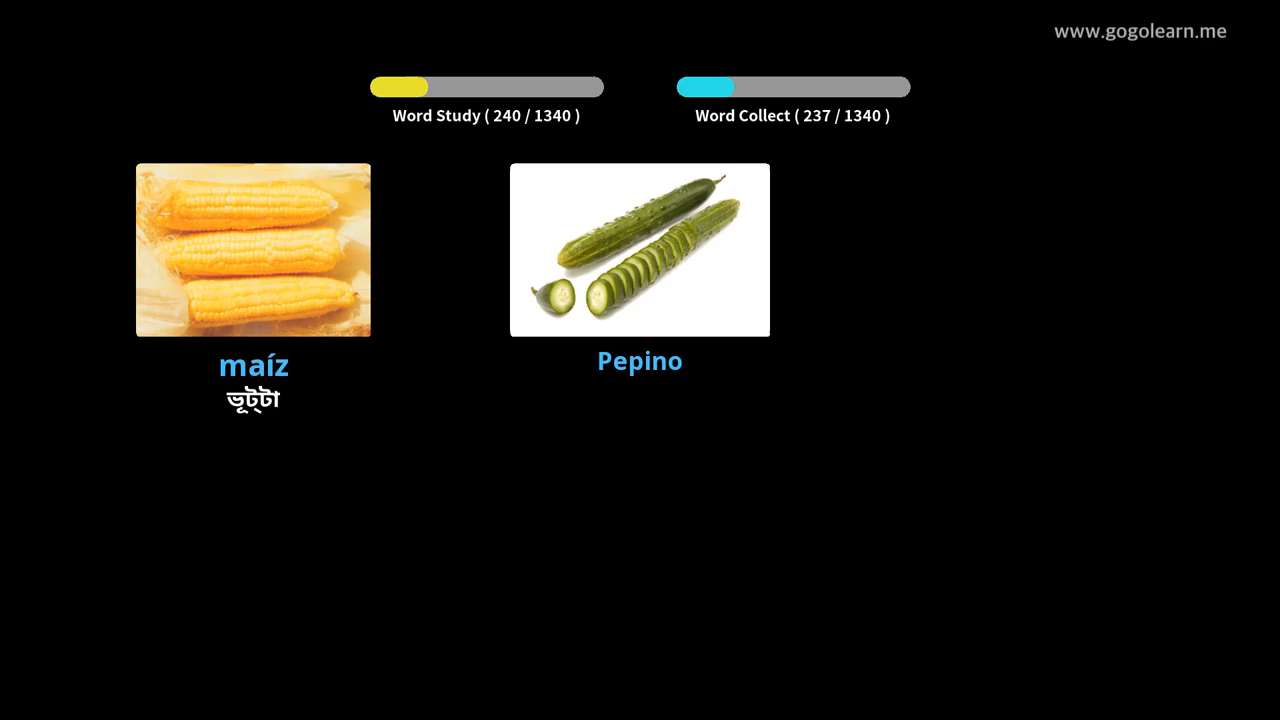 www.gogolearn.me
Word Study ( 240 / 1340 )
Word Collect ( 237 / 1340 )
maíz
ভূট্‌টা
Pepino